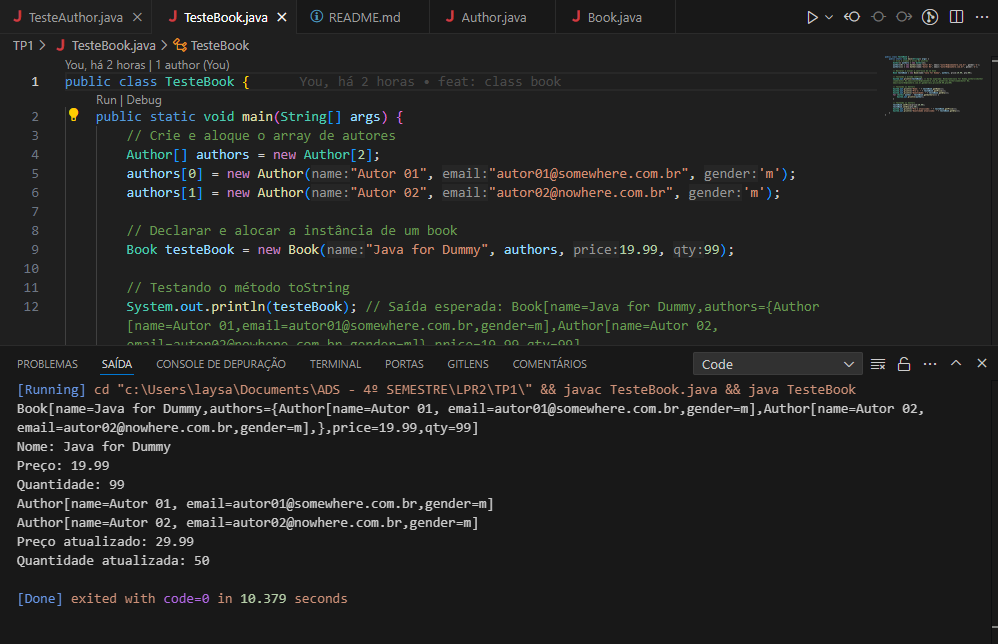 TesteAuthor.java
TesteBook.java
README.md
Author.java
Book.java
TP1 > TesteBook.java > TesteBook
You, há 2 horas | 1 author (You)
1 public class TesteBook { You, há 2 horas • feat: class book
Run | Debug
2 public static void main(String[] args) {
3 // Crie e aloque o array de autores
4 Author[] authors = new Author[2];
5 authors[0] = new Author(name:"Autor 01", email:"autor01@somewhere.com.br", gender:'m');
6 authors[1] = new Author(name:"Autor 02", email:"autor02@nowhere.com.br", gender:'m');
7
8 // Declarar e alocar a instância de um book
9 Book testeBook = new Book(name:"Java for Dummy", authors, price:19.99, qty:99);
10
11 // Testando o método toString
12 System.out.println(testeBook); // Saída esperada: Book[name=Java for Dummy,authors={Author
[name=Autor 01,email=autor01@somewhere.com.br,gender=m],Author[name=Autor 02,
email=autor02@nowhere.com.br,gender=m]},price=19.99,qty=99]
PROBLEMAS SAÍDA CONSOLE DE DEPURAÇÃO TERMINAL PORTAS GITLENS COMENTÁRIOS Code
[Running] cd "c:\Users\laysa\Documents\ADS - 4º SEMESTRE\LPR2\TP1\" && javac TesteBook.java && java TesteBook
Book[name=Java for Dummy,authors={Author[name=Autor 01, email=autor01@somewhere.com.br,gender=m],Author[name=Autor 02,
email=autor02@nowhere.com.br,gender=m],},price=19.99,qty=99]
Nome: Java for Dummy
Preço: 19.99
Quantidade: 99
Author[name=Autor 01, email=autor01@somewhere.com.br,gender=m]
Author[name=Autor 02, email=autor02@nowhere.com.br,gender=m]
Preço atualizado: 29.99
Quantidade atualizada: 50
[Done] exited with code=0 in 10.379 seconds